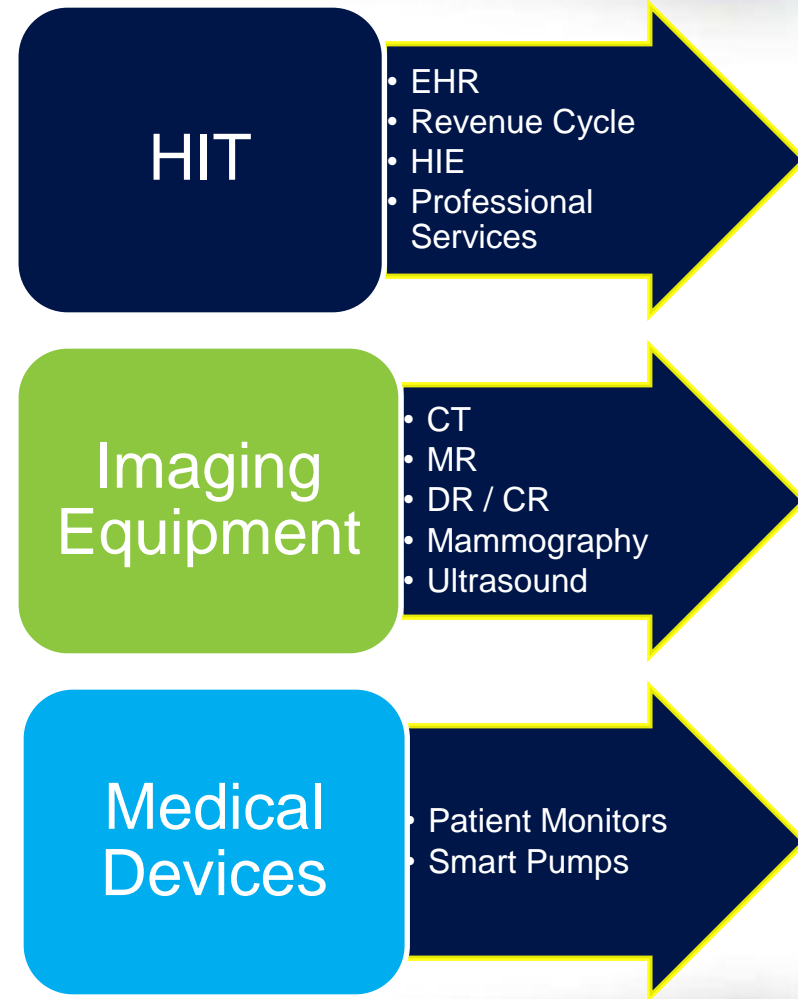 HIT
• EHR
• Revenue Cycle
• HIE
• Professional
Services
Imaging
Equipment
• CT
• MR
• DR / CR
• Mammography
• Ultrasound
Medical
Devices
• Patient Monitors
• Smart Pumps